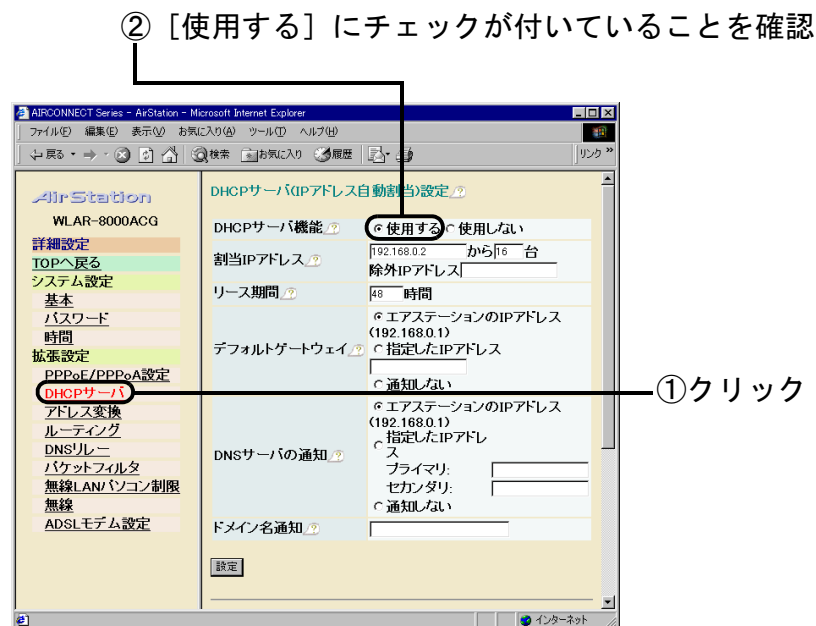 ②［使用する］にチェックが付いていることを確認
AIRCONNECT Series - AirStation - Microsoft Internet Explorer
ファイル(F) 編集(E) 表示(V) お気に入り(A) ツール(T) ヘルプ(H)
戻る 検索 お気に入り 履歴 リンク »
AirStation
WLAR-8000ACG
詳細設定
TOPへ戻る
システム設定
基本
パスワード
時間
拡張設定
PPPoE/PPPoA設定
DHCPサーバ
アドレス変換
ルーティング
DNSリレー
パケットフィルタ
無線LANパソコン制限
無線
ADSLモデム設定
DHCPサーバ(IPアドレス自動割当)設定?
DHCPサーバ機能? 使用する 使用しない
割当IPアドレス? 192.168.0.2 から 16 台
除外IPアドレス
リース期間? 48 時間
デフォルトゲートウェイ? エアステーションのIPアドレス
(192.168.0.1)
指定したIPアドレス
通知しない
DNSサーバの通知? エアステーションのIPアドレス
(192.168.0.1)
指定したIPアドレ
ス
プライマリ:
セカンダリ:
通知しない
ドメイン名通知?
設定
インターネット
①クリック